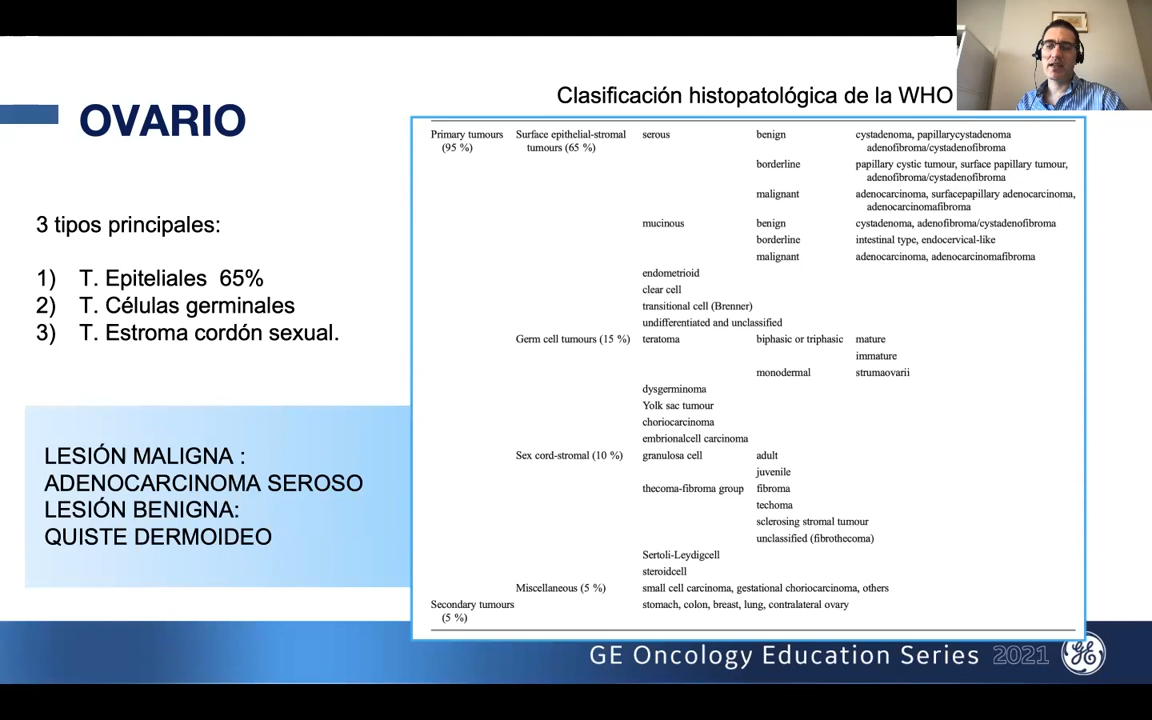 Clasificación histopatológica de la WHO
OVARIO
3 tipos principales:
1) T. Epiteliales 65%
2) T. Células germinales
3) T. Estroma cordón sexual.
LESIÓN MALIGNA :
ADENOCARCINOMA SEROSO
LESIÓN BENIGNA:
QUISTE DERMOIDEO
Primary tumours Surface epithelial-stromal serous benign cystadenoma, papillarycystadenoma
(95 %) tumours (65 %) adenofibroma/cystadenofibroma
borderline papillary cystic tumour, surface papillary tumour,
adenofibroma/cystadenofibroma
malignant adenocarcinoma, surfacepapillary adenocarcinoma,
adenocarcinomafibroma
mucinous benign cystadenoma, adenofibroma/cystadenofibroma
borderline intestinal type, endocervical-like
malignant adenocarcinoma, adenocarcinomafibroma
endometrioid
clear cell
transitional cell (Brenner)
undifferentiated and unclassified
Germ cell tumours (15 %) teratoma biphasic or triphasic mature
immature
monodermal strumaovarii
dysgerminoma
Yolk sac tumour
choriocarcinoma
embrionalcell carcinoma
Sex cord-stromal (10 %) granulosa cell adult
juvenile
thecoma-fibroma group fibroma
techoma
sclerosing stromal tumour
unclassified (fibrothecoma)
Sertoli-Leydigcell
steroidcell
Miscellaneous (5 %) small cell carcinoma, gestational choriocarcinoma, others
Secondary tumours stomach, colon, breast, lung, contralateral ovary
(5 %)
GE Oncology Education Series 2021